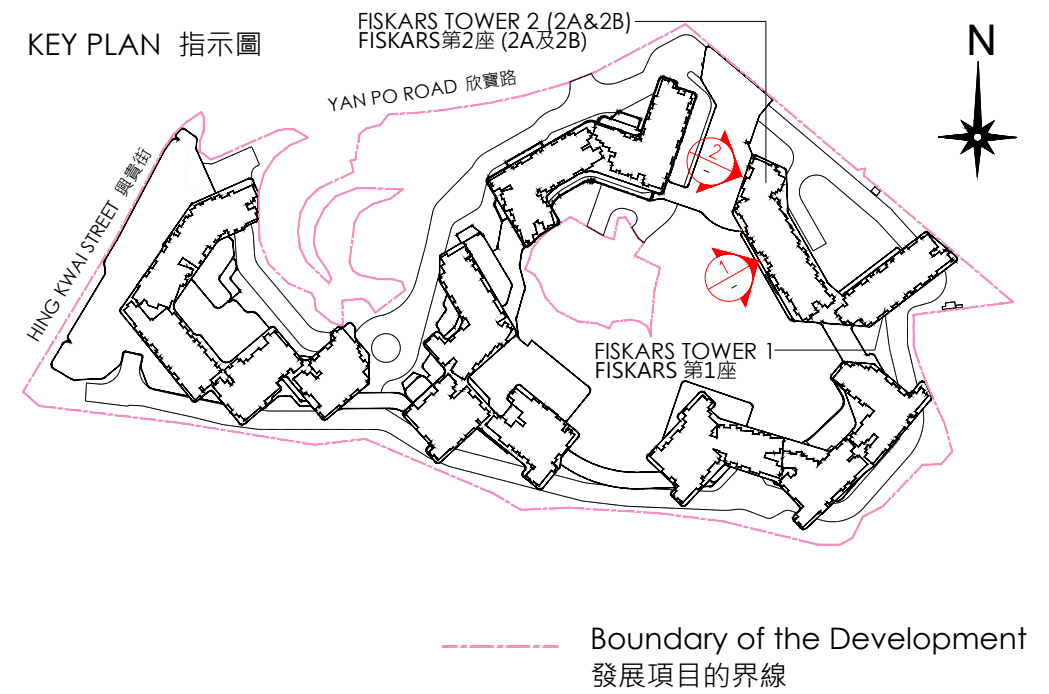 FISKARS TOWER 2 (2A&2B)
FISKARS第2座 (2A及2B)
KEY PLAN 指示圖
N
YAN PO ROAD 欣寶路
HING KWAI STREET 興貴街
2
-
1
-
FISKARS TOWER 1
FISKARS 第1座
Boundary of the Development
發展項目的界線